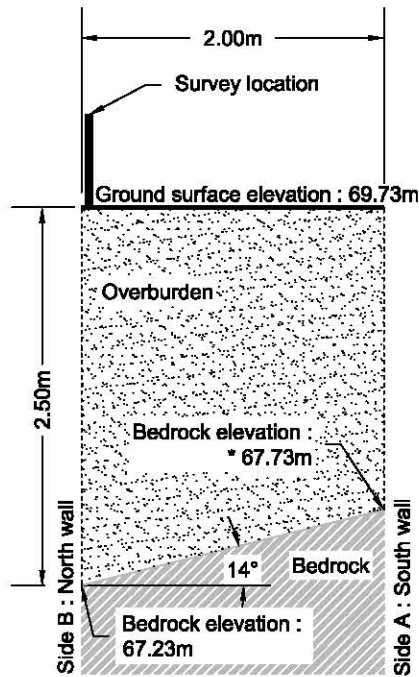 2.00m
Survey location
Ground surface elevation : 69.73m
Overburden
2.50m
Bedrock elevation :
* 67.73m
14°
Bedrock
Side B : North wall
Side A : South wall
Bedrock elevation :
67.23m